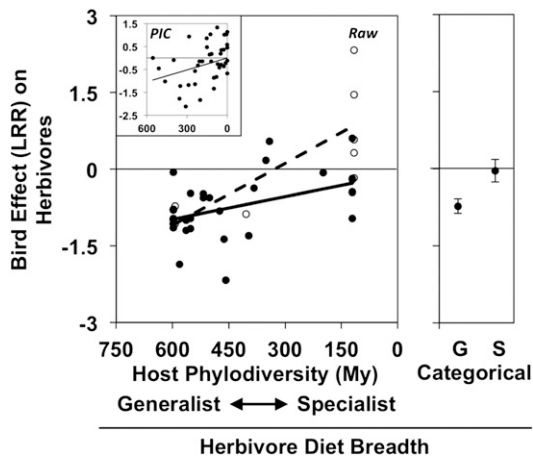 Bird Effect (LRR) on
Herbivores
3
1.5
0
-1.5
-3
PIC
1.5
0.5
-0.5
-1.5
-2.5
600
300
0
Raw
750
600
450
300
150
0
Host Phylodiversity (My)
Generalist
Specialist
G
S
Categorical
Herbivore Diet Breadth